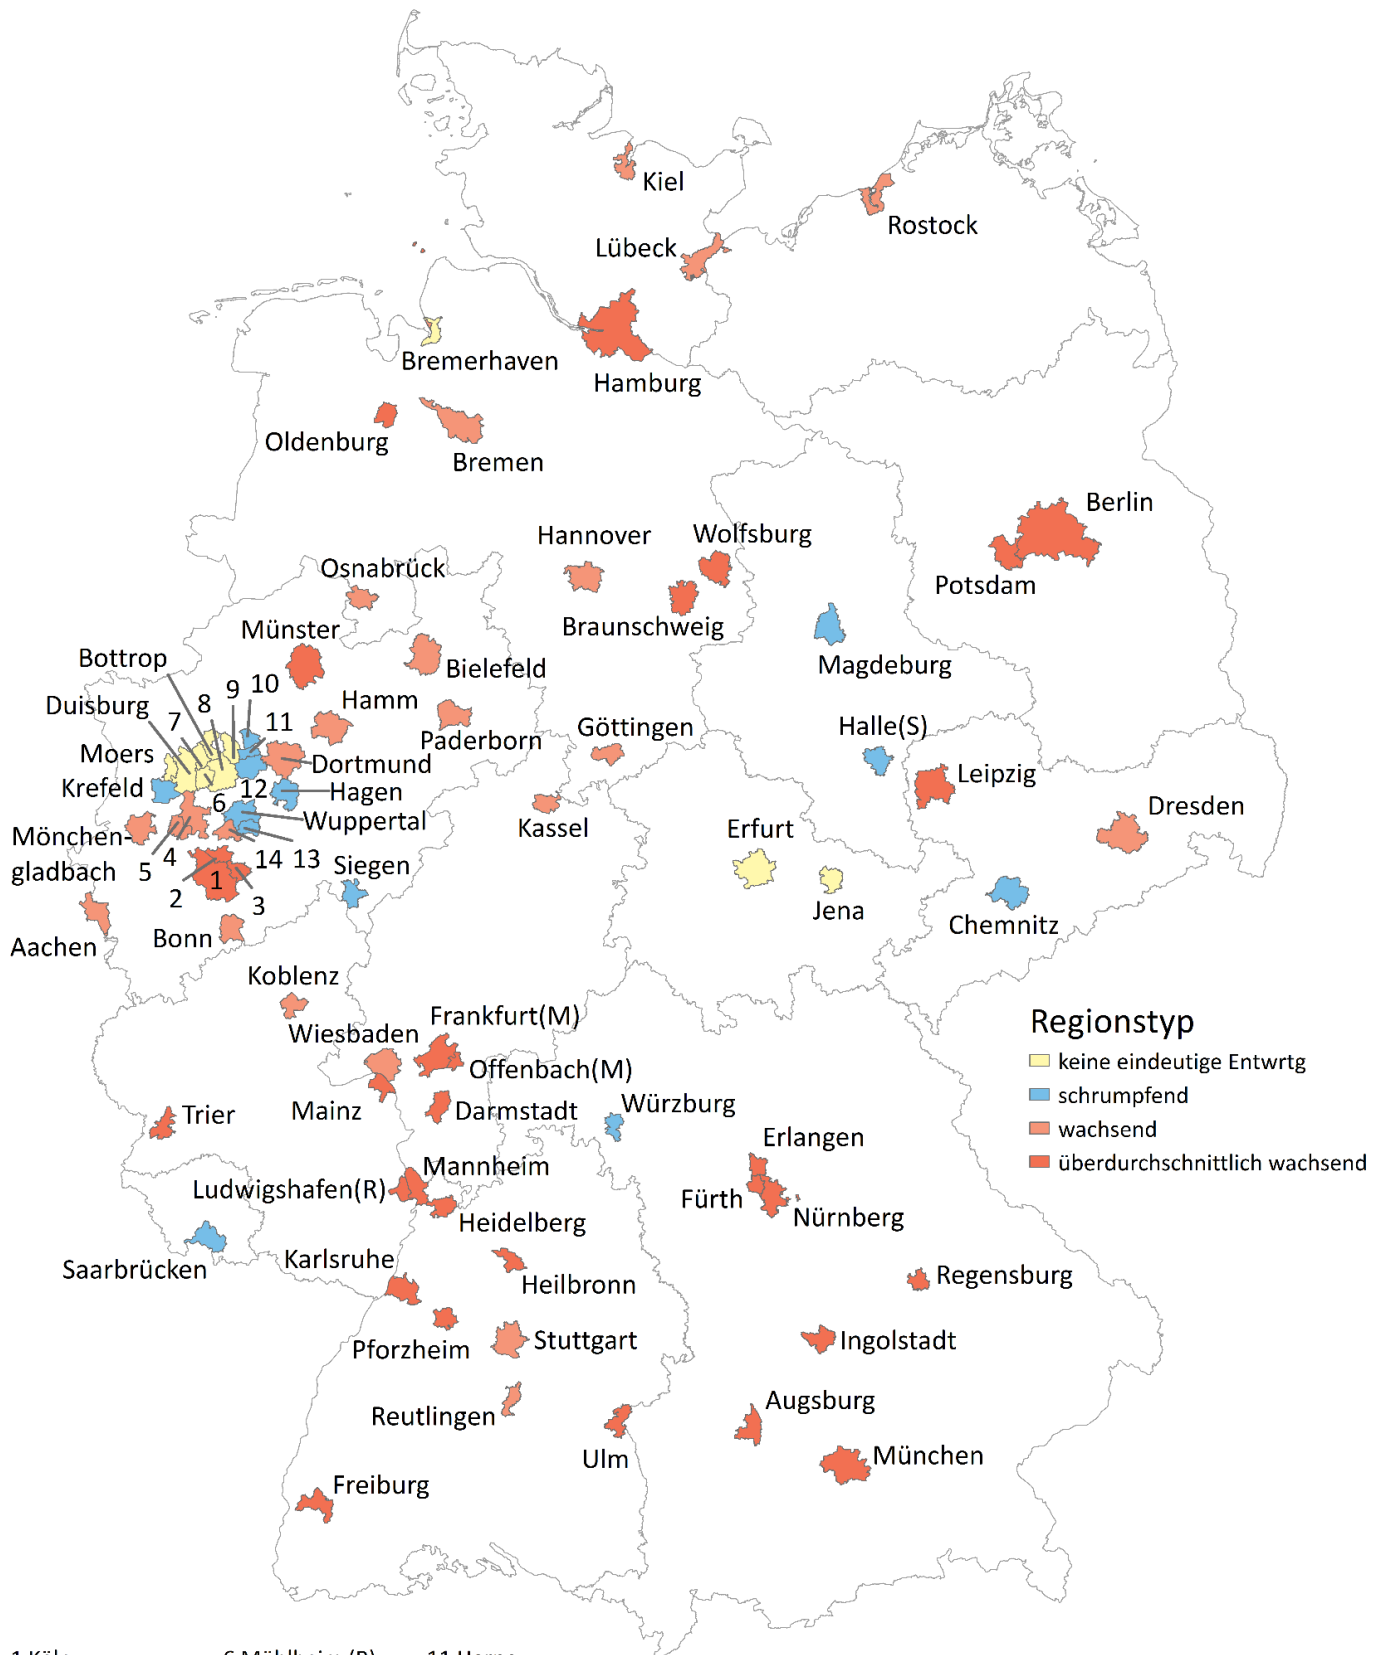 Kiel
Rostock
Lübeck
Bremerhaven
Hamburg
Oldenburg
Bremen
Berlin
Hannover
Wolfsburg
Osnabrück
Potsdam
Braunschweig
Münster
Bottrop
Bielefeld
Magdeburg
8 9 10
Duisburg
Hamm
7
11
Göttingen
Halle(S)
Moers
Paderborn
Dortmund
Leipzig
Krefeld
6 12
Hagen
Dresden
Wuppertal
Kassel
Erfurt
Mönchen-
gladbach
5 4
14 13
Siegen
2 1 3
Jena
Chemnitz
Aachen
Bonn
Koblenz
Frankfurt(M)
Wiesbaden
Offenbach(M)
Mainz
Darmstadt
Würzburg
Trier
Erlangen
Mannheim
Ludwigshafen(R)
Fürth
Nürnberg
Heidelberg
Saarbrücken
Karlsruhe
Heilbronn
Regensburg
Pforzheim
Stuttgart
Ingolstadt
Reutlingen
Augsburg
Ulm
München
Freiburg
Regionstyp
keine eindeutige Entwrtg
schrumpfend
wachsend
überdurchschnittlich wachsend